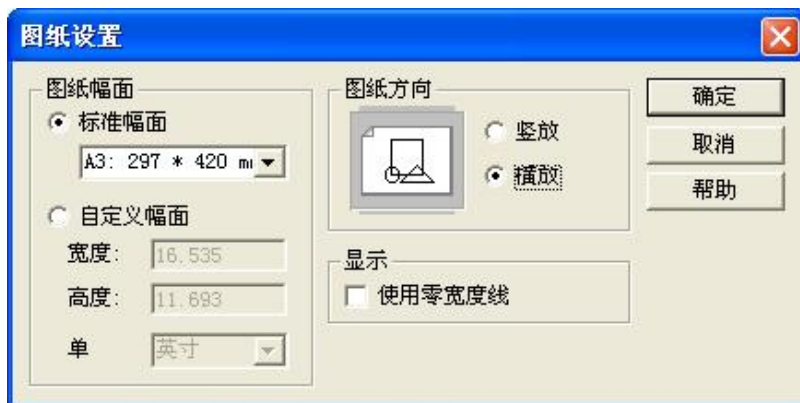 图纸设置
图纸幅面
标准幅面
A3: 297 * 420 m
自定义幅面
宽度: 16.535
高度: 11.693
单 英寸
图纸方向
竖放
横放
显示
使用零宽度线
确定
取消
帮助